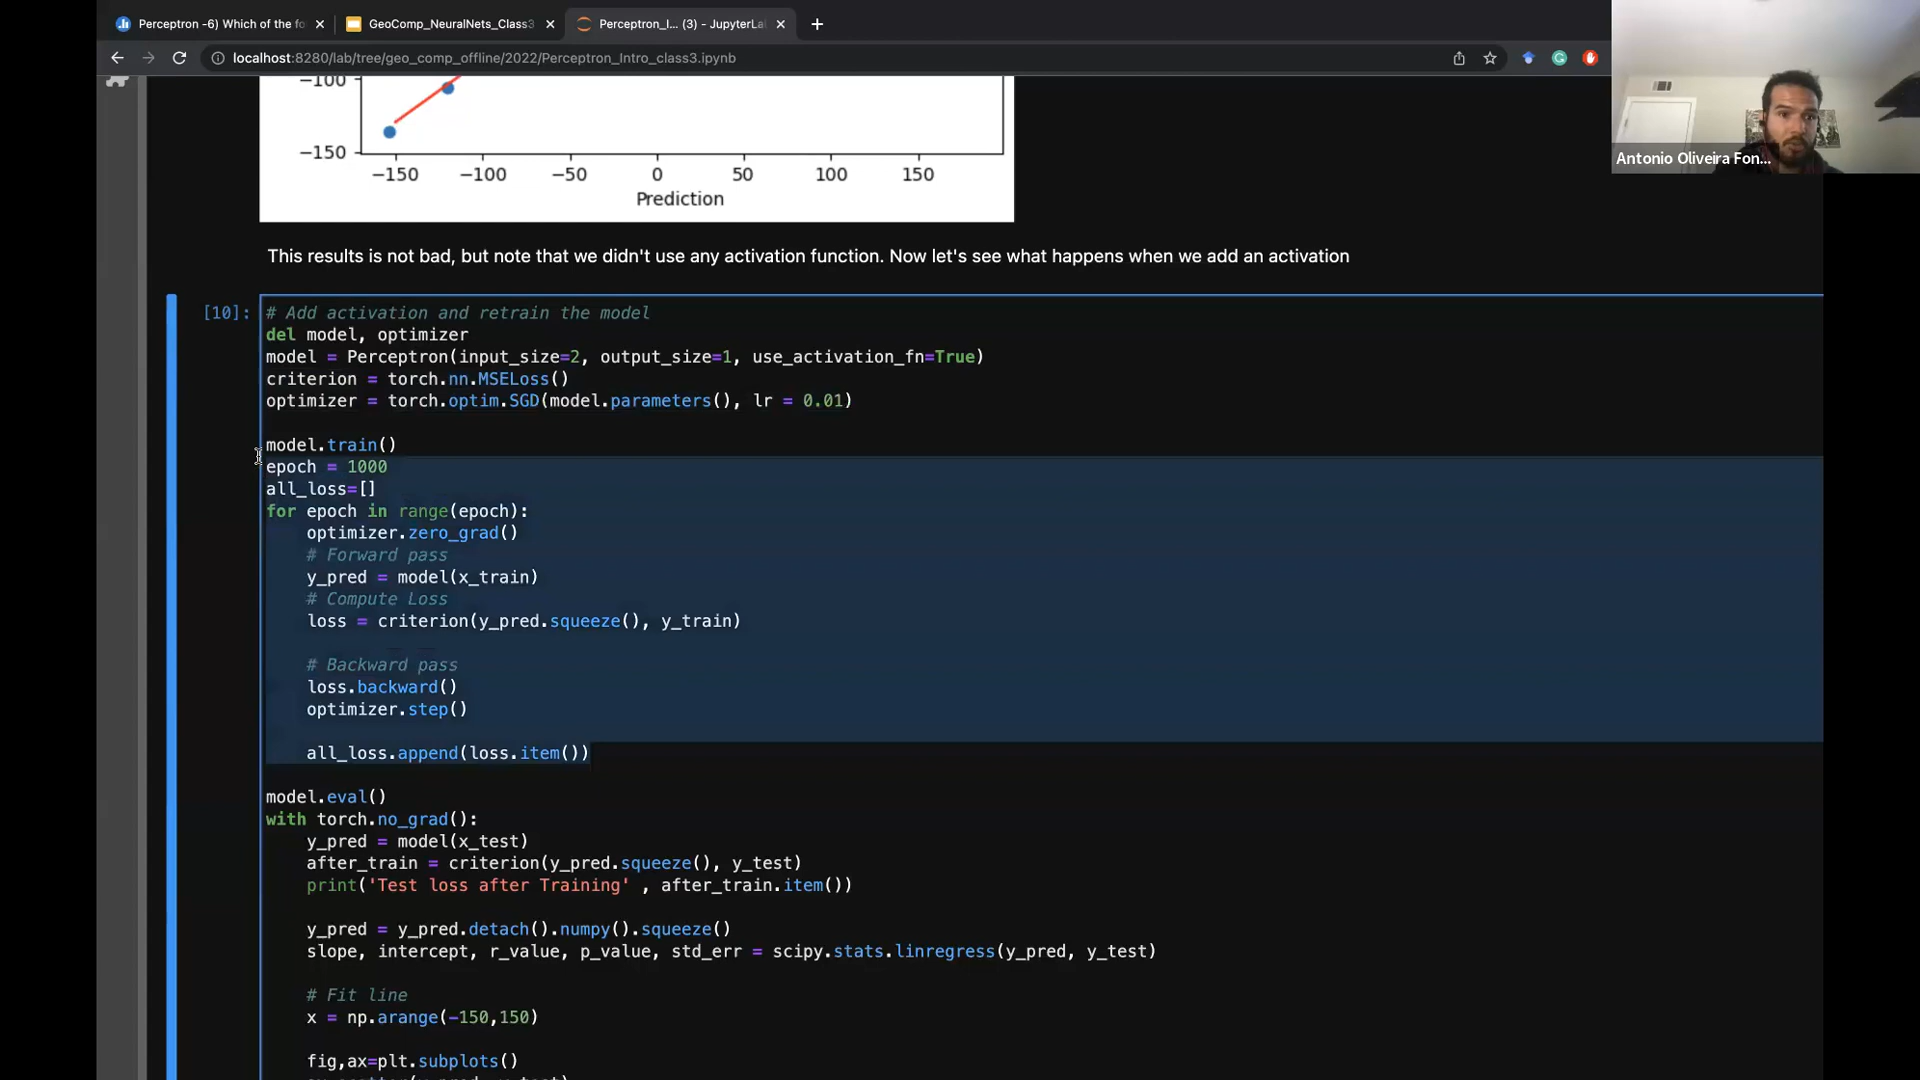 Perceptron -6) Which of the fo
GeoComp_NeuralNets_Class3
Perceptron_I... (3) - JupyterLa
localhost:8280/lab/tree/geo_comp_offline/2022/Perceptron_Intro_class3.ipynb
Antonio Oliveira Fon...
−100
−150
−150 −100 −50 0 50 100 150
Prediction
This results is not bad, but note that we didn't use any activation function. Now let's see what happens when we add an activation
[10]:
# Add activation and retrain the model
del model, optimizer
model = Perceptron(input_size=2, output_size=1, use_activation_fn=True)
criterion = torch.nn.MSELoss()
optimizer = torch.optim.SGD(model.parameters(), lr = 0.01)
model.train()
epoch = 1000
all_loss=[]
for epoch in range(epoch):
    optimizer.zero_grad()
    # Forward pass
    y_pred = model(x_train)
    # Compute Loss
    loss = criterion(y_pred.squeeze(), y_train)
    # Backward pass
    loss.backward()
    optimizer.step()
    all_loss.append(loss.item())
model.eval()
with torch.no_grad():
    y_pred = model(x_test)
    after_train = criterion(y_pred.squeeze(), y_test)
    print('Test loss after Training' , after_train.item())
    y_pred = y_pred.detach().numpy().squeeze()
    slope, intercept, r_value, p_value, std_err = scipy.stats.linregress(y_pred, y_test)
    # Fit line
    x = np.arange(-150,150)
    fig,ax=plt.subplots()